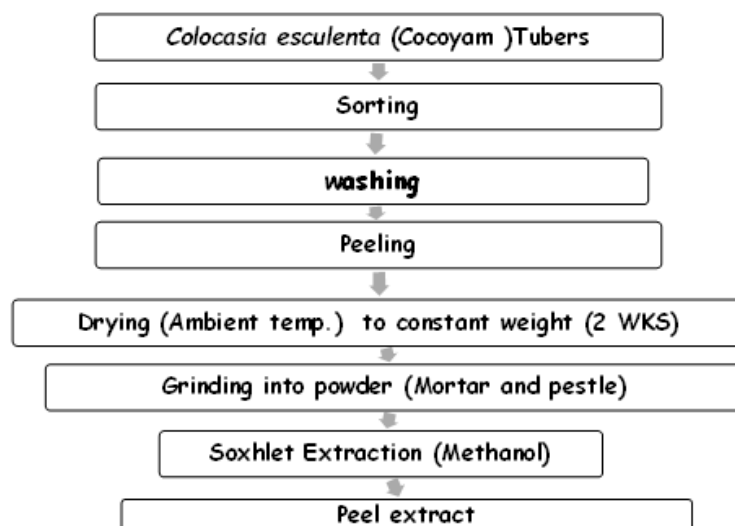 Colocasia esculenta (Cocoyam )Tubers
Sorting
washing
Peeling
Drying (Ambient temp.) to constant weight (2 WKS)
Grinding into powder (Mortar and pestle)
Soxhlet Extraction (Methanol)
Peel extract